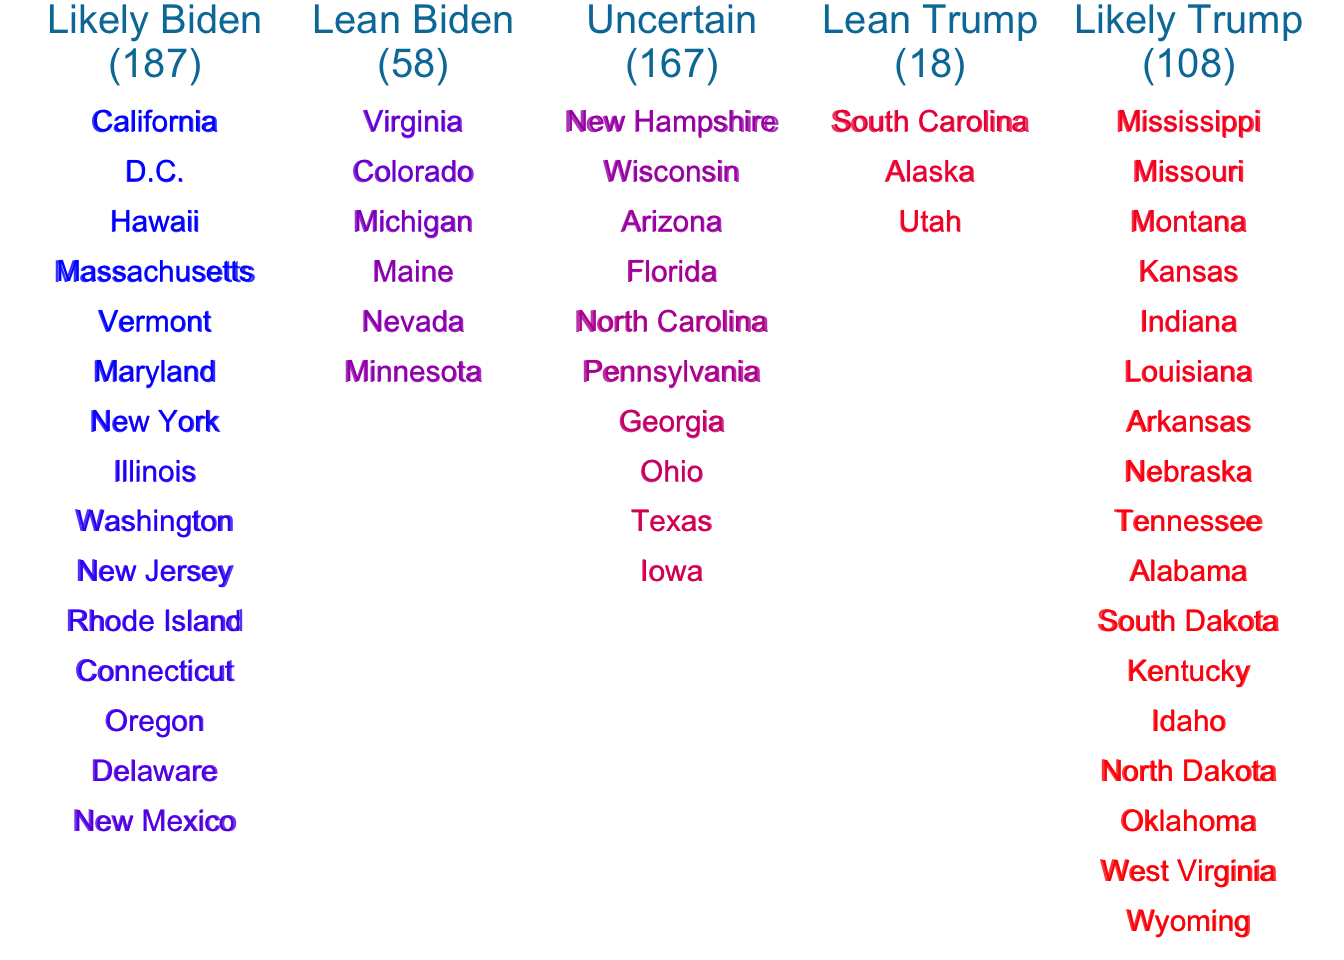 Likely Biden
(187)
California
D.C.
Hawaii
Massachusetts
Vermont
Maryland
New York
Illinois
Washington
New Jersey
Rhode Island
Connecticut
Oregon
Delaware
New Mexico
Lean Biden
(58)
Virginia
Colorado
Michigan
Maine
Nevada
Minnesota
Uncertain
(167)
New Hampshire
Wisconsin
Arizona
Florida
North Carolina
Pennsylvania
Georgia
Ohio
Texas
Iowa
Lean Trump
(18)
South Carolina
Alaska
Utah
Likely Trump
(108)
Mississippi
Missouri
Montana
Kansas
Indiana
Louisiana
Arkansas
Nebraska
Tennessee
Alabama
South Dakota
Kentucky
Idaho
North Dakota
Oklahoma
West Virginia
Wyoming